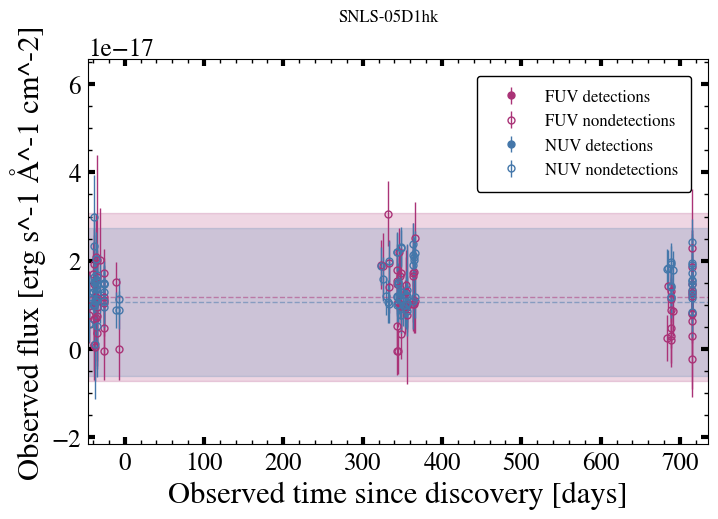 SNLS-05D1hk
1e−17
FUV detections
FUV nondetections
NUV detections
NUV nondetections
Observed flux [erg s^-1 Å^-1 cm^-2]
6
4
2
0
−2
0 100 200 300 400 500 600 700
Observed time since discovery [days]